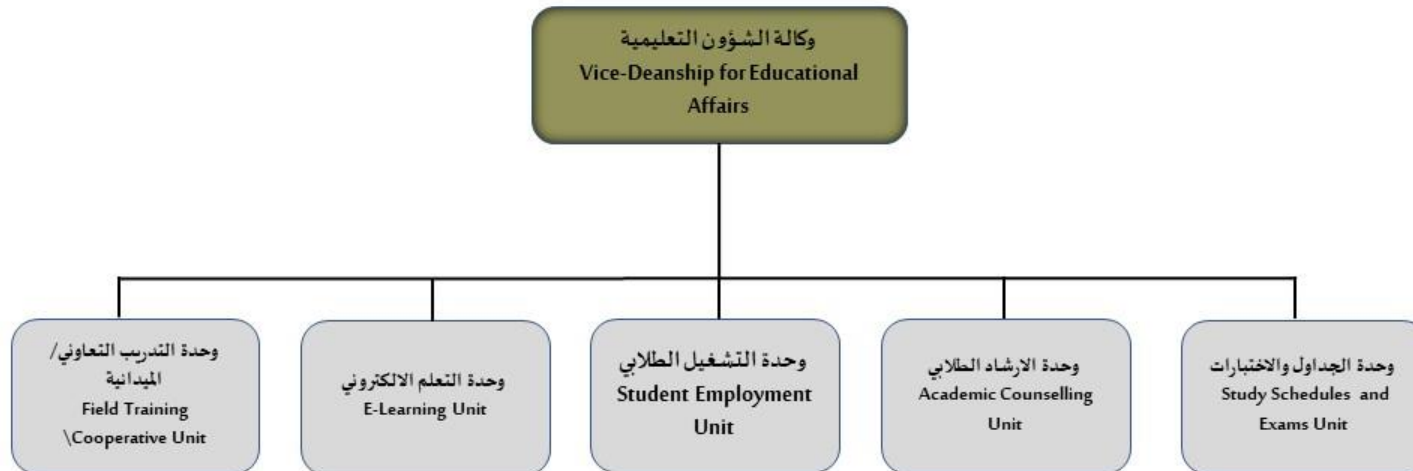 وكالة الشؤون التعليمية
Vice-Deanship for Educational
Affairs
وحدة التدريب التعاوني/
الميدانية
Field Training
\Cooperative Unit
وحدة التعلم الالكتروني
E-Learning Unit
وحدة التشغيل الطلابي
Student Employment
Unit
وحدة الارشاد الطلابي
Academic Counselling
Unit
وحدة الجداول والاختبارات
Study Schedules and
Exams Unit